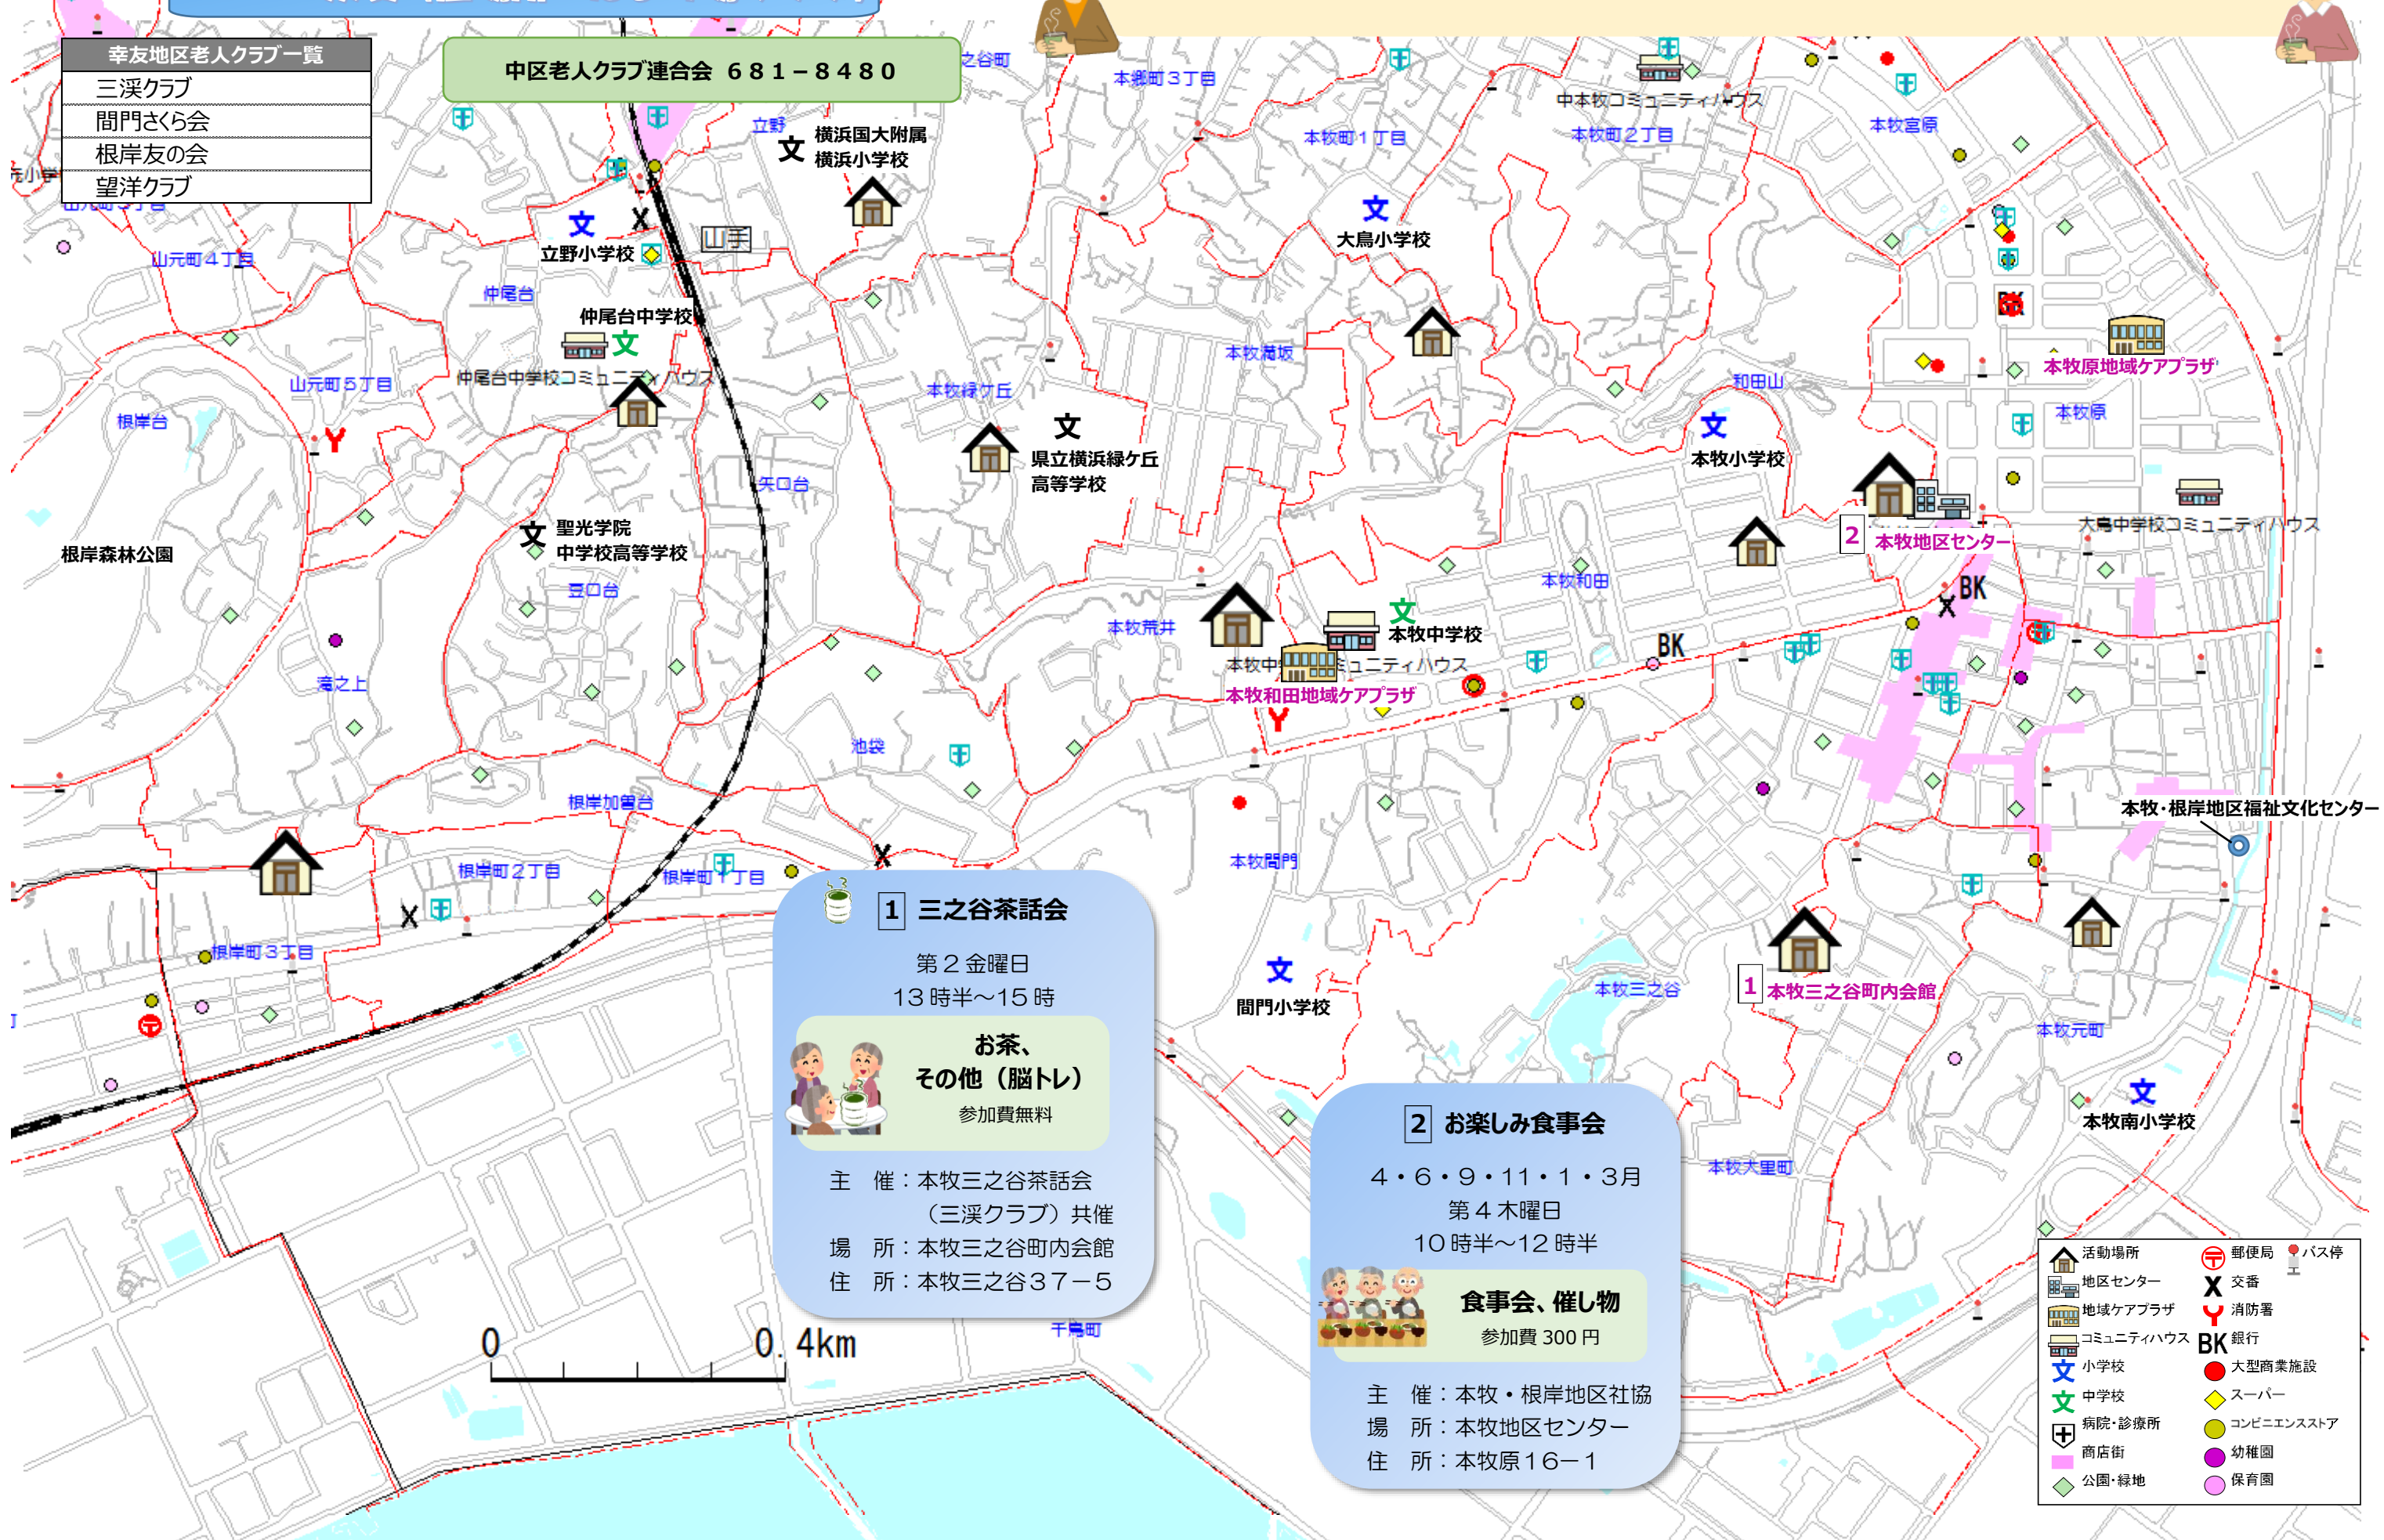 幸友地区老人クラブ一覧
三渓クラブ
間門さくら会
根岸友の会
望洋クラブ
中区老人クラブ連合会 ６８１－８４８０
之谷町
本郷町３丁目
中本牧コミュニティハウス
本牧町１丁目
本牧町２丁目
本牧宮原
立野
横浜国大附属
横浜小学校
元小学
山元町３丁目
立野小学校
山手
大鳥小学校
山元町４丁目
仲尾台
仲尾台中学校
仲尾台中学校コミュニティハウス
本牧満坂
BK
本牧原地域ケアプラザ
山元町５丁目
本牧緑ケ丘
和田山
本牧原
根岸台
県立横浜緑ケ丘
高等学校
本牧小学校
矢口台
聖光学院
中学校高等学校
根岸森林公園
大鳥中学校コミュニティハウス
2 本牧地区センター
豆口台
本牧和田
BK
本牧荒井
本牧中学校
BK
本牧中
ミュニティハウス
本牧和田地域ケアプラザ
滝之上
池袋
根岸加曽台
本牧・根岸地区福祉文化センター
根岸町２丁目
根岸町１丁目
本牧間門
根岸町３丁目
間門小学校
本牧三之谷
1 本牧三之谷町内会館
本牧元町
本牧南小学校
本牧大里町
千鳥町
1 三之谷茶話会
第２金曜日
13時半～15時
お茶、
その他（脳トレ）
参加費無料
主　催：本牧三之谷茶話会
（三渓クラブ）共催
場　所：本牧三之谷町内会館
住　所：本牧三之谷３７－５
2 お楽しみ食事会
４・６・９・11・１・３月
第４木曜日
10時半～12時半
食事会、催し物
参加費 300 円
主　催：本牧・根岸地区社協
場　所：本牧地区センター
住　所：本牧原１６－１
0 0.4km
活動場所 郵便局 バス停
地区センター 交番
地域ケアプラザ 消防署
コミュニティハウス BK 銀行
小学校 大型商業施設
中学校 スーパー
病院・診療所 コンビニエンスストア
商店街 幼稚園
公園・緑地 保育園